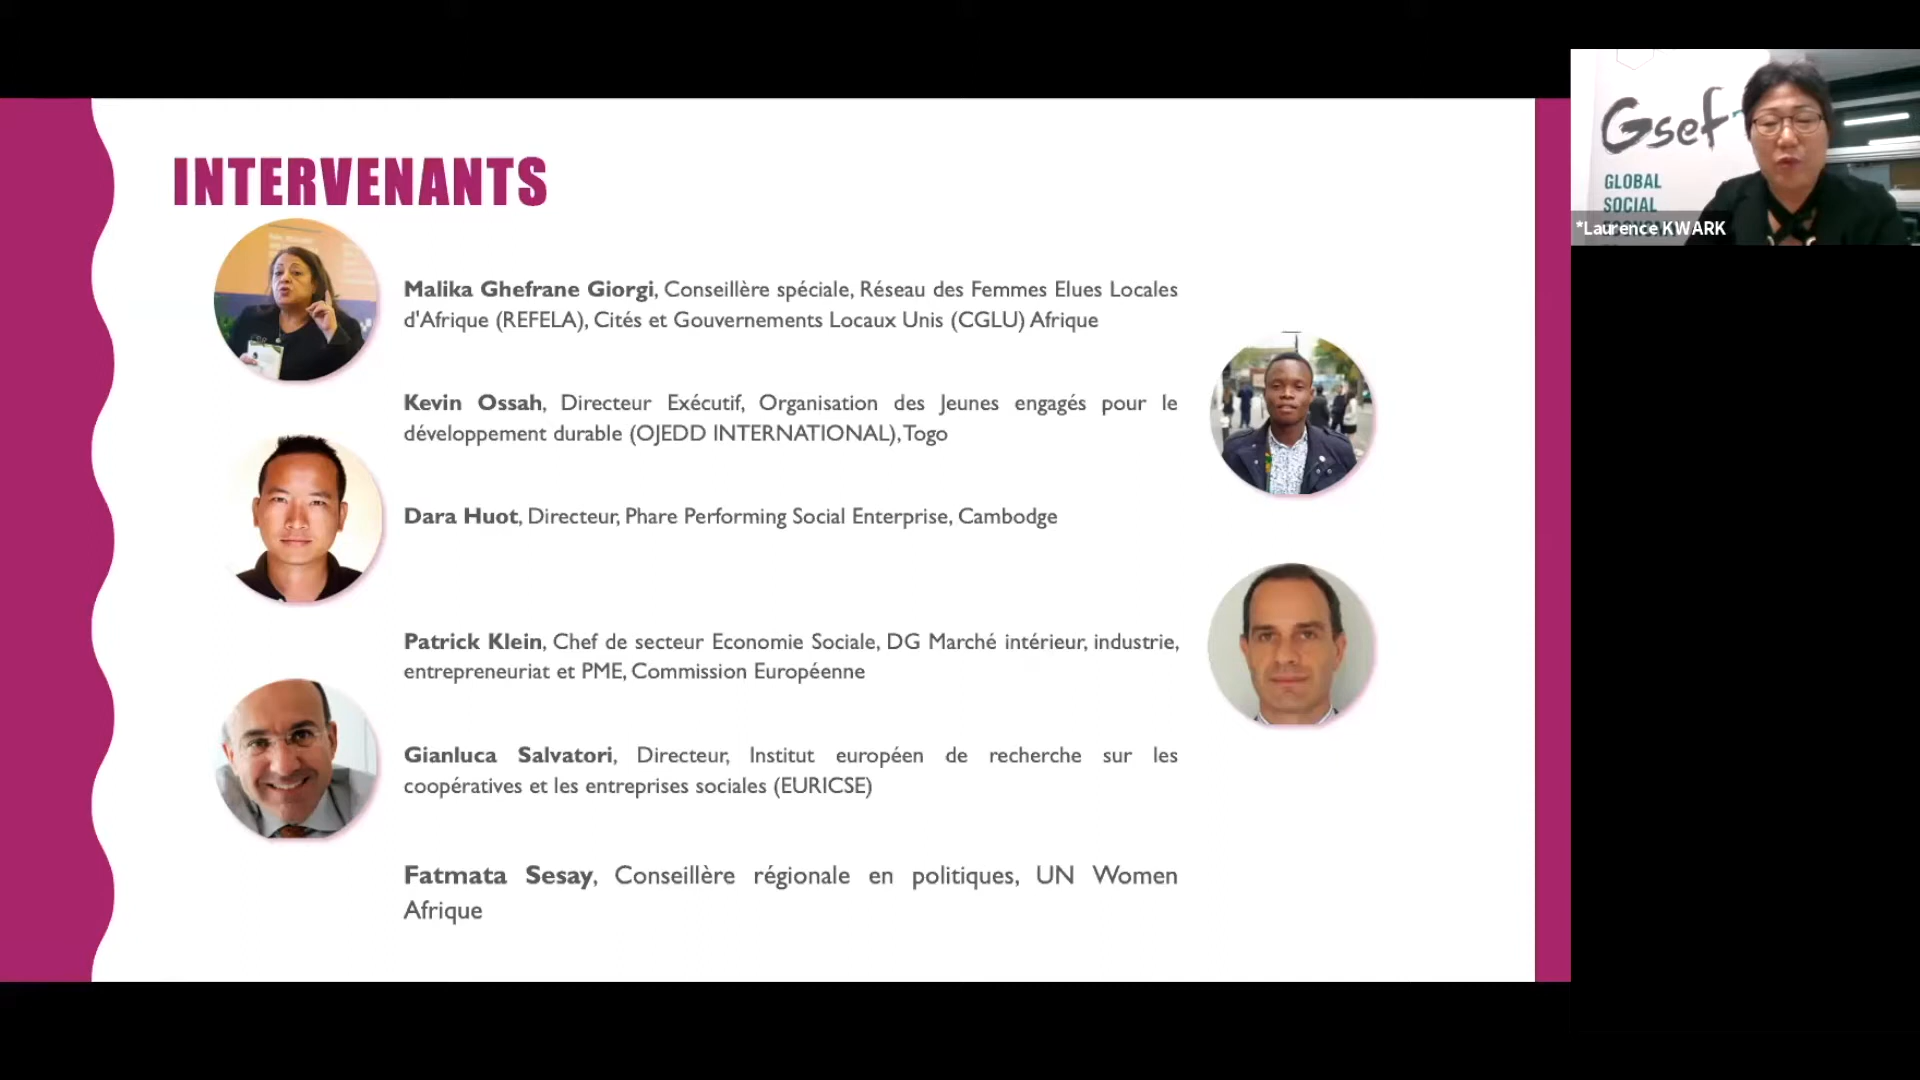 INTERVENANTS
Malika Ghefrane Giorgi, Conseillère spéciale, Réseau des Femmes Elues Locales
d'Afrique (REFELA), Cités et Gouvernements Locaux Unis (CGLU) Afrique
Kevin Ossah, Directeur Exécutif, Organisation des Jeunes engagés pour le
développement durable (OJEDD INTERNATIONAL), Togo
Dara Huot, Directeur, Phare Performing Social Enterprise, Cambodge
Patrick Klein, Chef de secteur Economie Sociale, DG Marché intérieur, industrie,
entrepreneuriat et PME, Commission Européenne
Gianluca Salvatori, Directeur, Institut européen de recherche sur les
coopératives et les entreprises sociales (EURICSE)
Fatmata Sesay, Conseillère régionale en politiques, UN Women
Afrique
Gsef
GLOBAL
SOCIAL
*Laurence KWARK